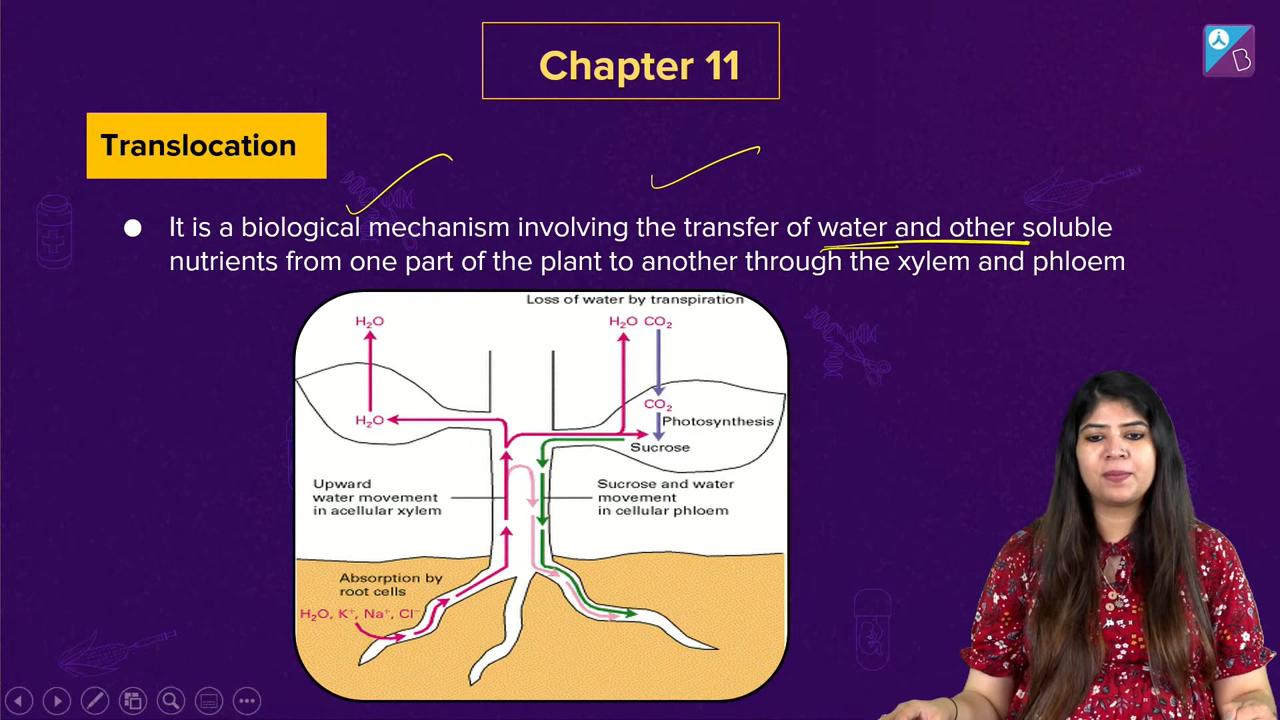 Chapter 11
B
Translocation
● It is a biological mechanism involving the transfer of water and other soluble
nutrients from one part of the plant to another through the xylem and phloem
Loss of water by transpiration
H₂O
H₂O CO₂
CO₂
H₂O
Photosynthesis
Sucrose
Upward
water movement
in acellular xylem
Sucrose and water
movement
in cellular phloem
Absorption by
root cells
H₂O, K⁺, Na⁺, Cl⁻